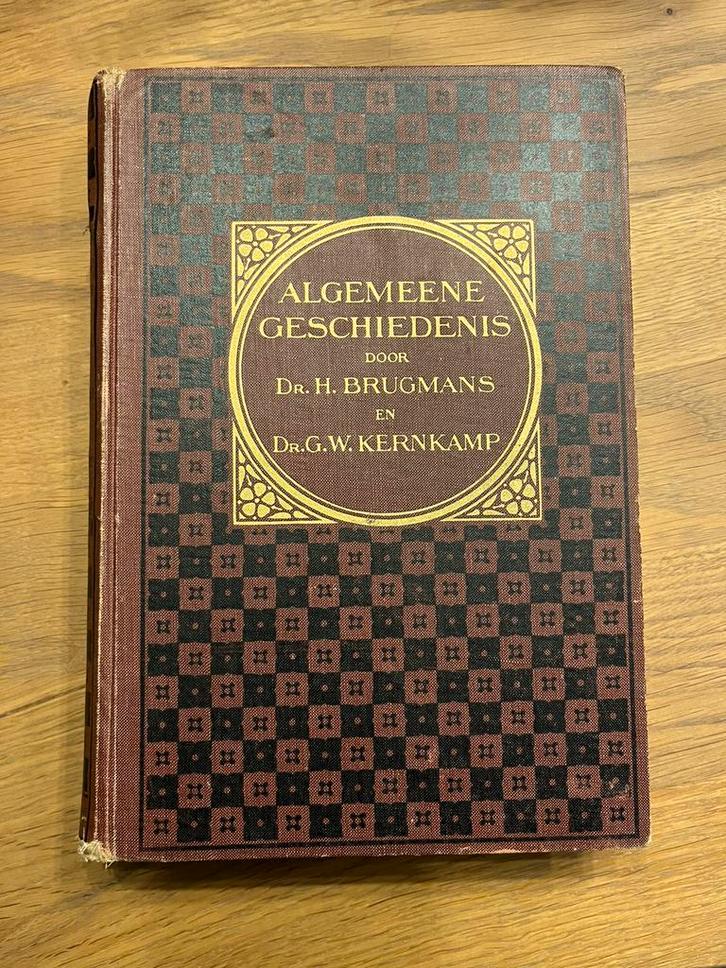 ALGEMEENE
GESCHIEDENIS
DOOR
DR. H. BRUGMANS
EN
DR. G. W. KERNKAMP